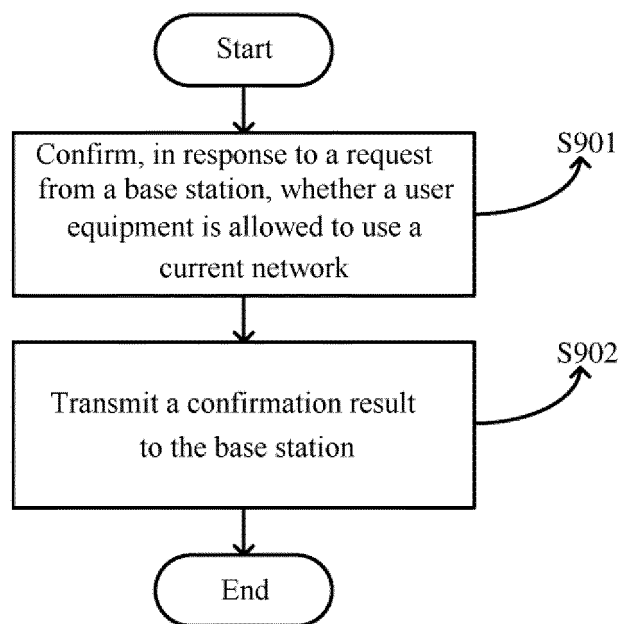 Start
Confirm, in response to a request
from a base station, whether a user
equipment is allowed to use a
current network
S901
Transmit a confirmation result
to the base station
S902
End